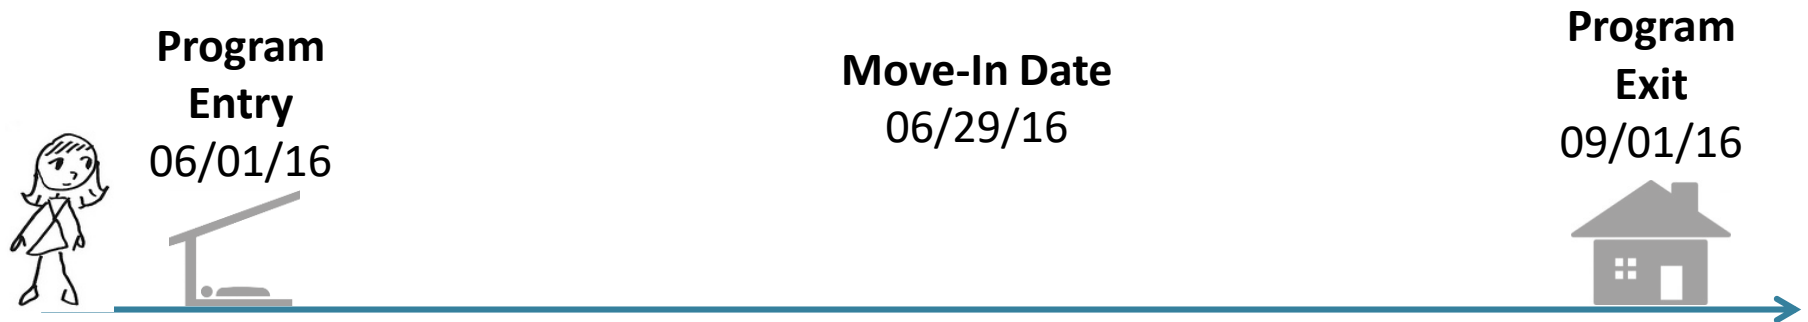 Program
Entry
06/01/16
Move-In Date
06/29/16
Program
Exit
09/01/16